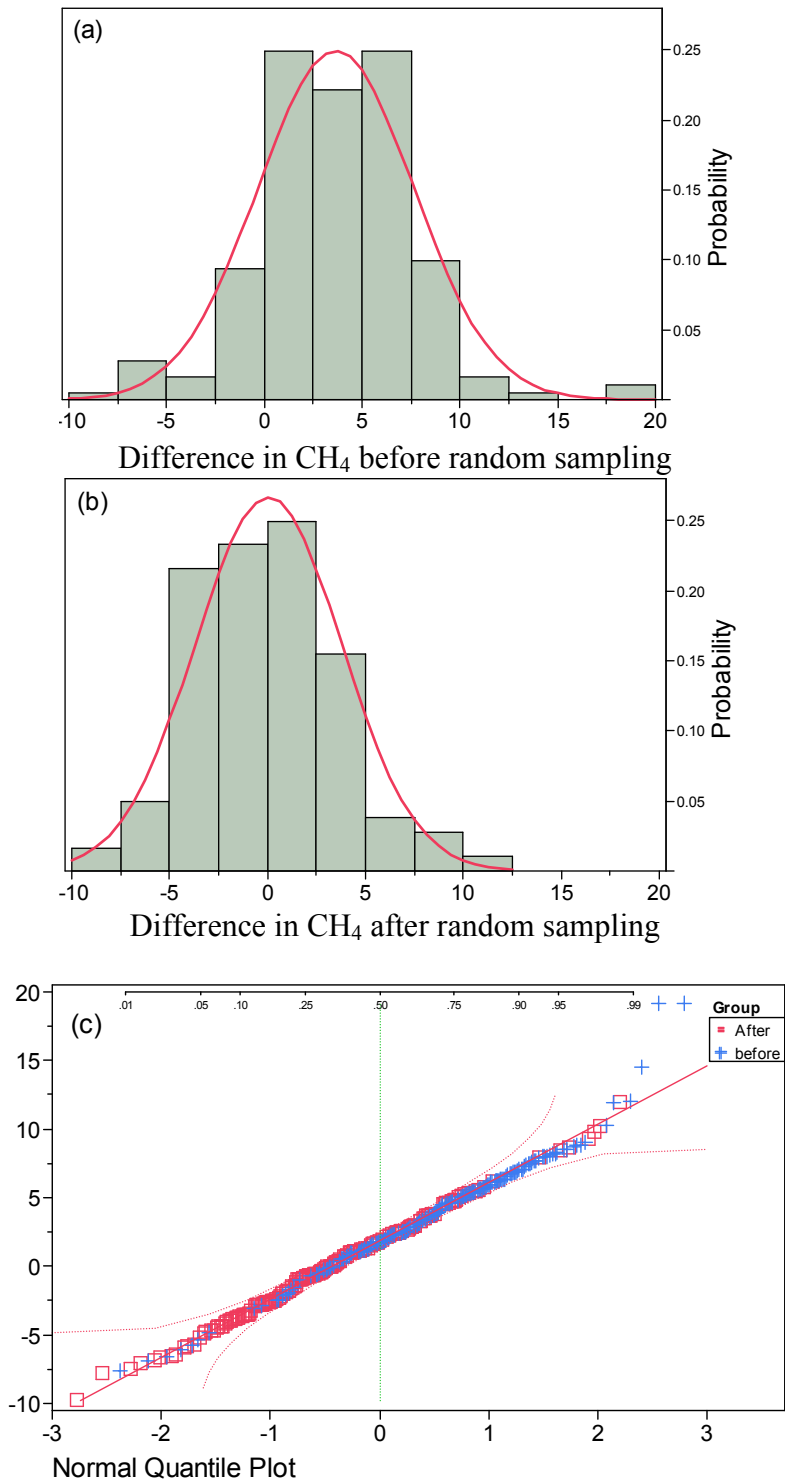 (a)
0.25
0.20
0.15
0.10
0.05
Probability
-10 -5 0 5 10 15 20
Difference in CH₄ before random sampling
(b)
0.25
0.20
0.15
0.10
0.05
Probability
-10 -5 0 5 10 15 20
Difference in CH₄ after random sampling
(c)
20
15
10
5
0
-5
-10
.01 .05 .10 .25 .50 .75 .90 .95 .99
Group
After
before
-3 -2 -1 0 1 2 3
Normal Quantile Plot